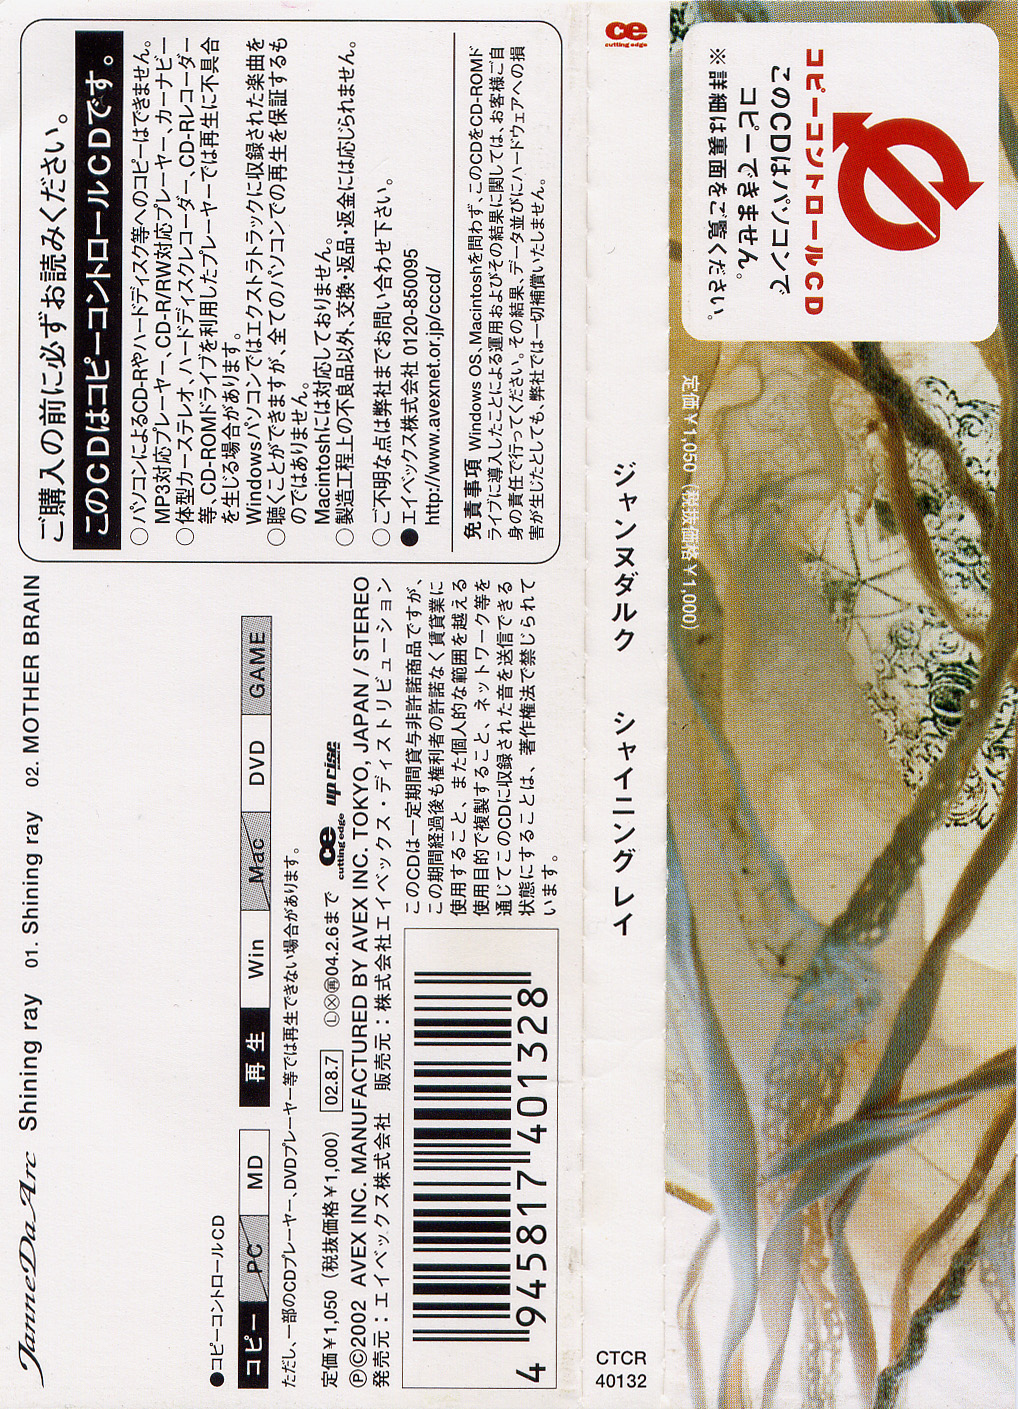 ce
cutting edge
コピーコントロールCD
このCDはパソコンで
コピーできません。
※詳細は裏面をご覧ください。
定価￥1,050（税抜価格￥1,000）
ジャンヌダルク　シャイニング レイ
CTCR
40132
JanneDa Arc　Shining ray　01. Shining ray　02. MOTHER BRAIN
ご購入の前に必ずお読みください。
このCDはコピーコントロールCDです。
○パソコンによるCD-RやハードディスクM等へのコピーはできません。
MP3対応プレーヤー、CD-R/RW対応プレーヤー、カーナビ一
○体型カーステレオ、ハードディスクレコーダー、CD-Rレコーダー
等、CD-ROMドライブを利用したプレーヤーでは再生に不具合
を生じる場合があります。
Windowsパソコンではエクストラトラックに収録された楽曲を
○聴くことができますが、全てのパソコンでの再生を保証するも
のではありません。
Macintoshには対応しておりません。
○製造工程上の不良品以外、交換・返品・返金には応じられません。
○ご不明な点は弊社までお問い合わせ下さい。
●エイベックス株式会社 0120-850095
http://www.avexnet.or.jp/cccd/
免責事項 Windows OS、Macintoshを問わず、このCDをCD-ROMド
ライブに導入したことによる運用およびその結果に関しては、お客様ご自
身の責任で行ってください。その結果、データ並びにハードウェアへの損
害が生じたとしても、弊社では一切補償いたしません。
●コピーコントロールCD
コピー PC MD 再生 Win Mac DVD GAME
ただし、一部のCDプレーヤー、DVDプレーヤー等では再生できない場合があります。
定価￥1,050（税抜価格￥1,000） 02.8.7 Ⓛ Ⓧ ㊐04.2.6まで ce cutting edge up rise
ⓅⒸ2002 AVEX INC. MANUFACTURED BY AVEX INC. TOKYO, JAPAN / STEREO
発売元：エイベックス株式会社　販売元：株式会社エイベックス・ディストリビューション
このCDは一定期間貸与非許諾商品ですが、
この期間経過後も権利者の許諾なく賃貸業に
使用すること、また個人的な範囲を越える
使用目的で複製すること、ネットワーク等を
通じてこのCDに収録された音を送信できる
状態にすることは、著作権法で禁じられて
います。
4 945817 401328